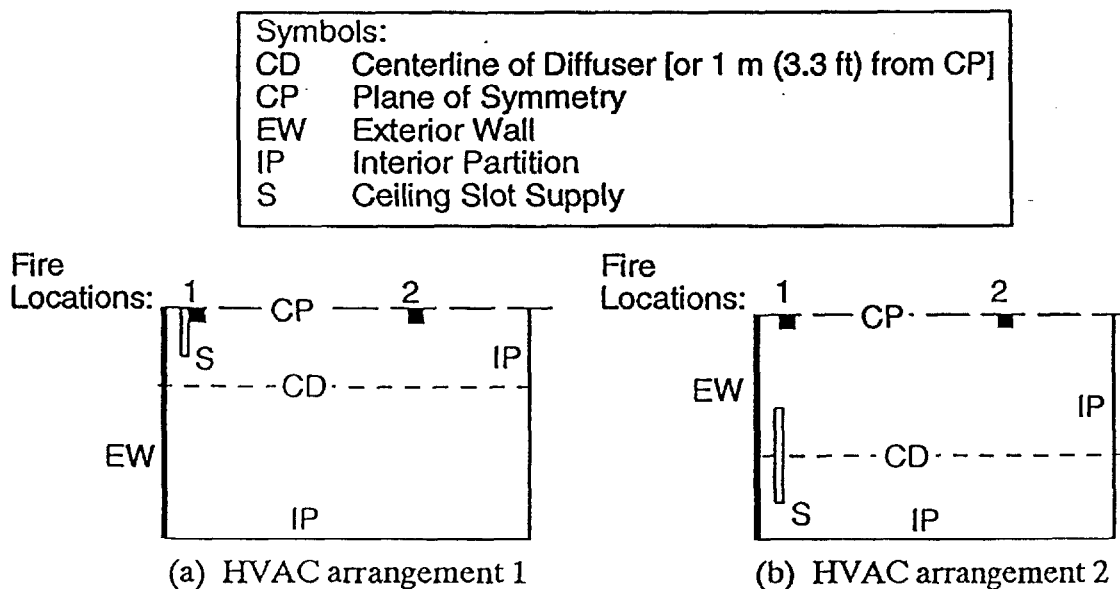 Symbols:
CD Centerline of Diffuser [or 1 m (3.3 ft) from CP]
CP Plane of Symmetry
EW Exterior Wall
IP Interior Partition
S Ceiling Slot Supply
Fire
Locations: 1 2
CP
S
IP
CD
EW
IP
(a) HVAC arrangement 1
Fire
Locations: 1 2
CP
EW
IP
CD
S
IP
(b) HVAC arrangement 2